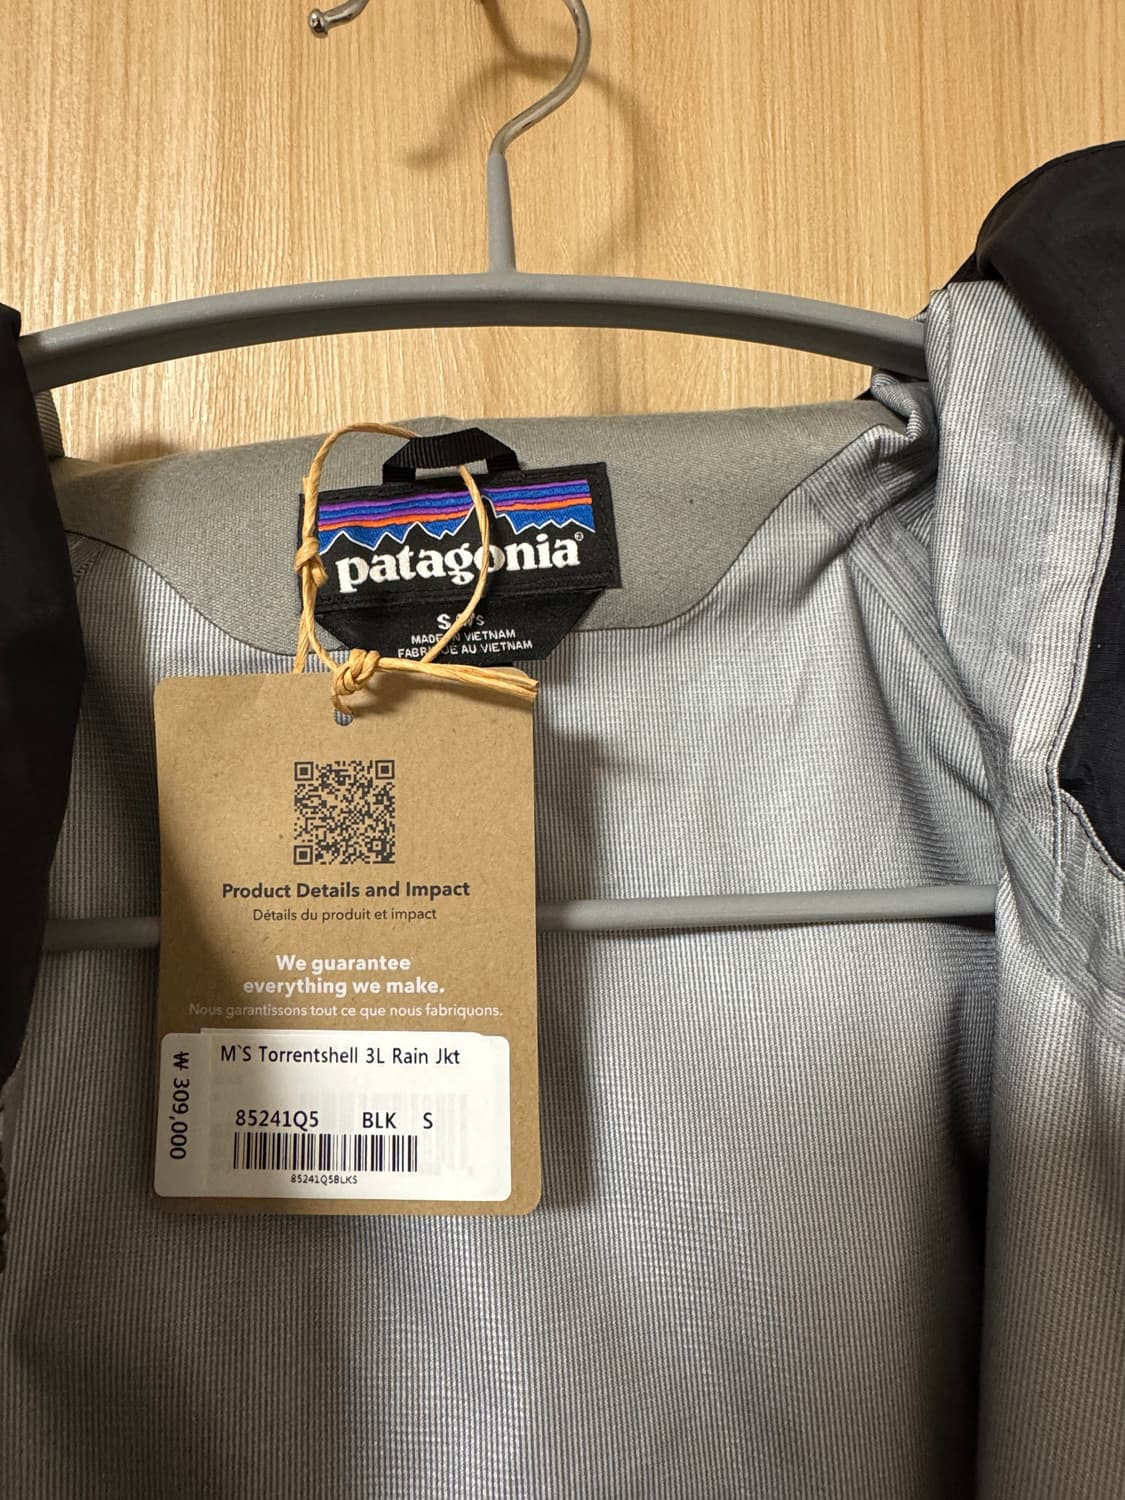 patagonia®
S
MADE IN VIETNAM
FABRIQUE AU VIETNAM
Product Details and Impact
Détails du produit et impact
We guarantee
everything we make.
Nous garantissons tout ce que nous fabriquons.
M`S Torrentshell 3L Rain Jkt
₩ 309,000
85241Q5 BLK S
85241Q5BLKS